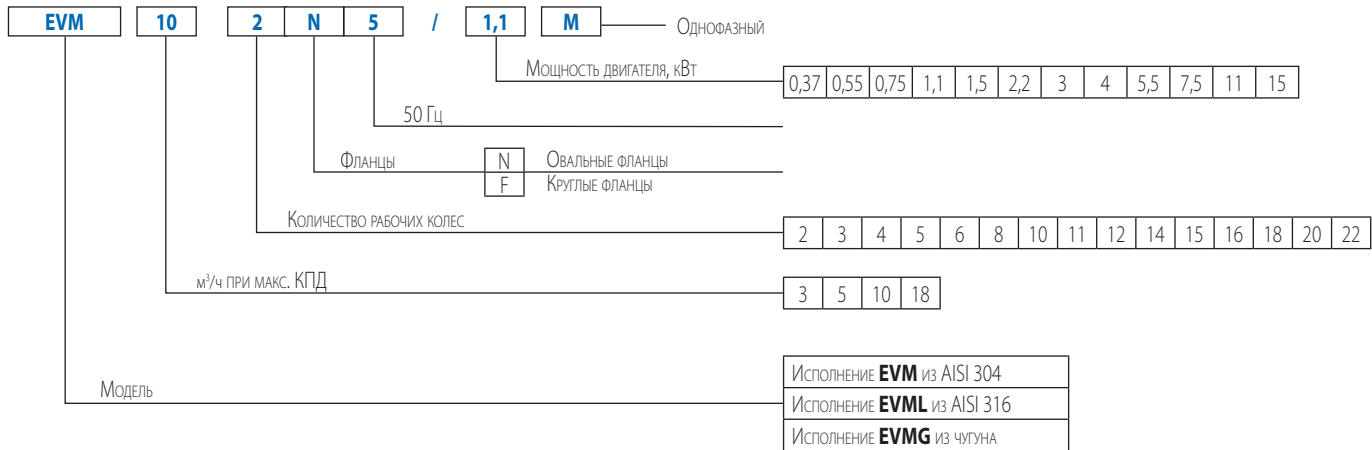 EVM 10 2 N 5 / 1,1 M Однофазный
Мощность двигателя, кВт 0,37 0,55 0,75 1,1 1,5 2,2 3 4 5,5 7,5 11 15
50 Гц
Фланцы N Овальные фланцы
F Круглые фланцы
Количество рабочих колес 2 3 4 5 6 8 10 11 12 14 15 16 18 20 22
м³/ч при макс. КПД 3 5 10 18
Исполнение EVM из AISI 304
Модель Исполнение EVML из AISI 316
Исполнение EVMG из чугуна